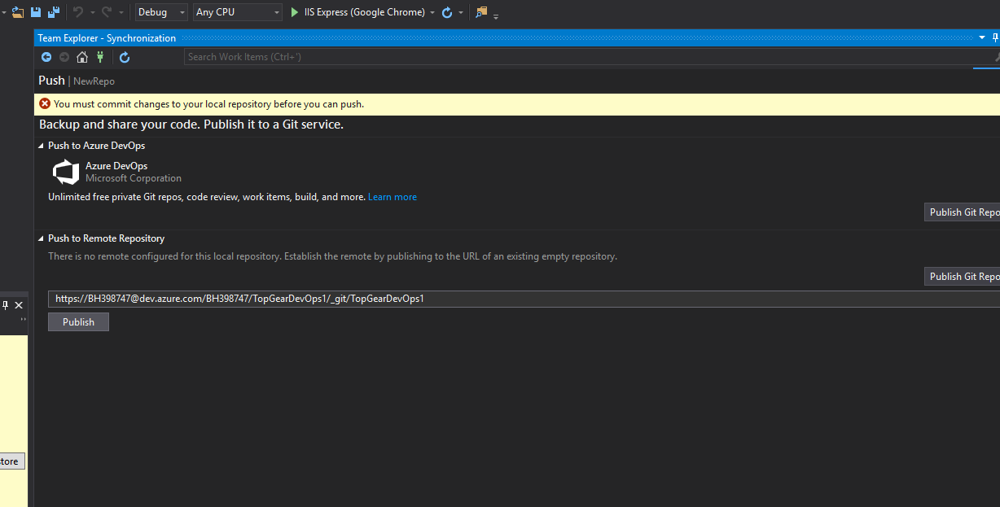 Debug Any CPU IIS Express (Google Chrome)
Team Explorer - Synchronization
Search Work Items (Ctrl+')
Push | NewRepo
You must commit changes to your local repository before you can push.
Backup and share your code. Publish it to a Git service.
Push to Azure DevOps
Azure DevOps
Microsoft Corporation
Unlimited free private Git repos, code review, work items, build, and more. Learn more
Publish Git Repo
Push to Remote Repository
There is no remote configured for this local repository. Establish the remote by publishing to the URL of an existing empty repository.
Publish Git Repo
https://BH398747@dev.azure.com/BH398747/TopGearDevOps1/_git/TopGearDevOps1
Publish
store